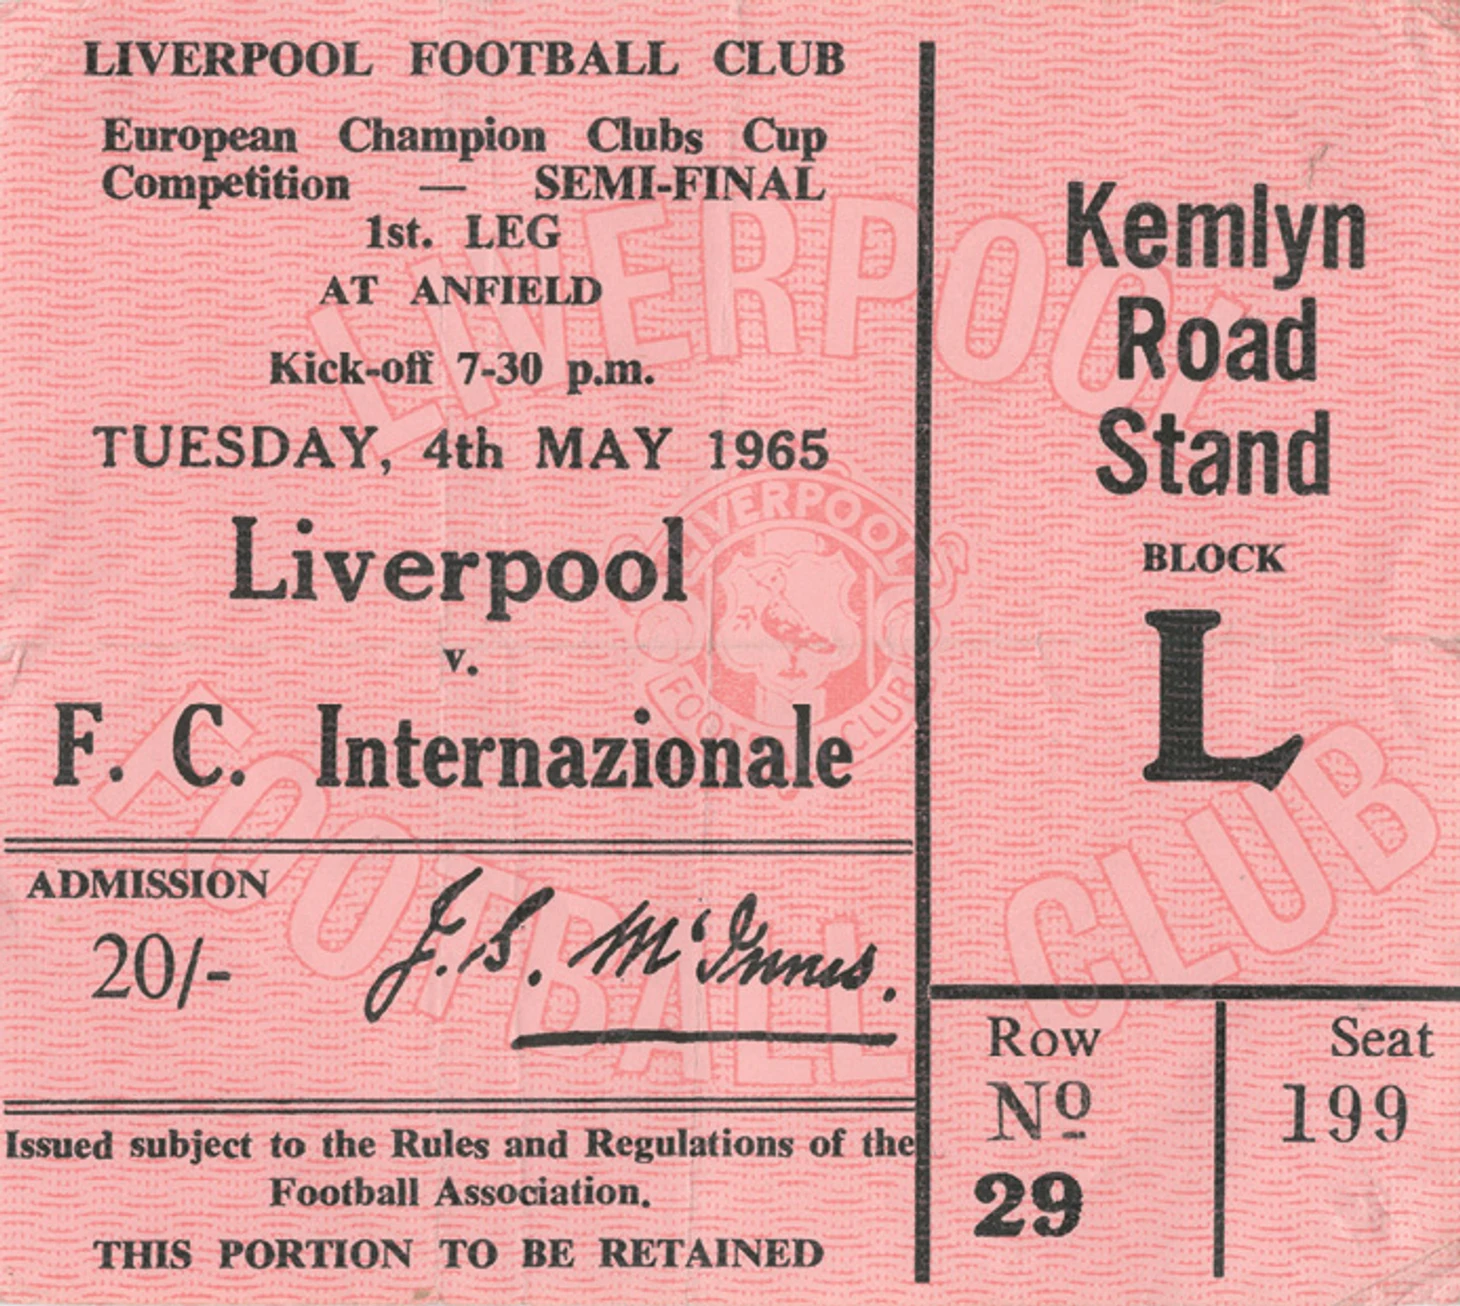 LIVERPOOL FOOTBALL CLUB
European Champion Clubs Cup
Competition — SEMI-FINAL
1st. LEG
AT ANFIELD
Kick-off 7-30 p.m.
TUESDAY, 4th MAY 1965
Liverpool
v.
F. C. Internazionale
ADMISSION
20/-
J. S. McInnes.
Issued subject to the Rules and Regulations of the
Football Association.
THIS PORTION TO BE RETAINED
Kemlyn
Road
Stand
BLOCK
L
Row
Nº
29
Seat
199
LIVERPOOL
FOOTBALL CLUB
LIVERPOOL
FOOTBALL CLUB